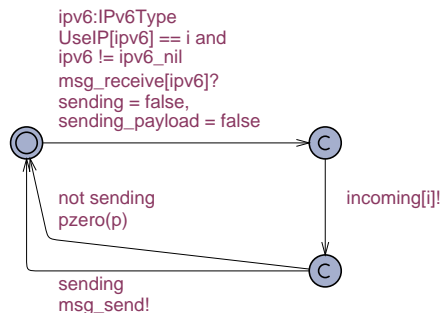 ipv6:IPv6Type
UseIP[ipv6] == i and
ipv6 != ipv6_nil
msg_receive[ipv6]?
sending = false,
sending_payload = false
C
not sending
pzero(p)
incoming[i]!
C
sending
msg_send!